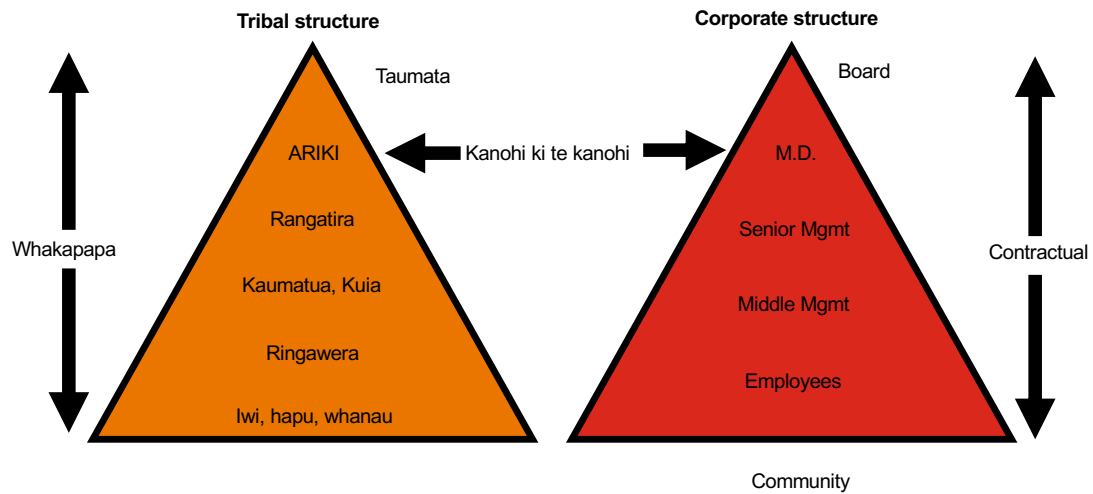 Tribal structure
Taumata
ARIKI
Rangatira
Kaumatua, Kuia
Ringawera
Iwi, hapu, whanau
Whakapapa
Kanohi ki te kanohi
Corporate structure
Board
M.D.
Senior Mgmt
Middle Mgmt
Employees
Community
Contractual